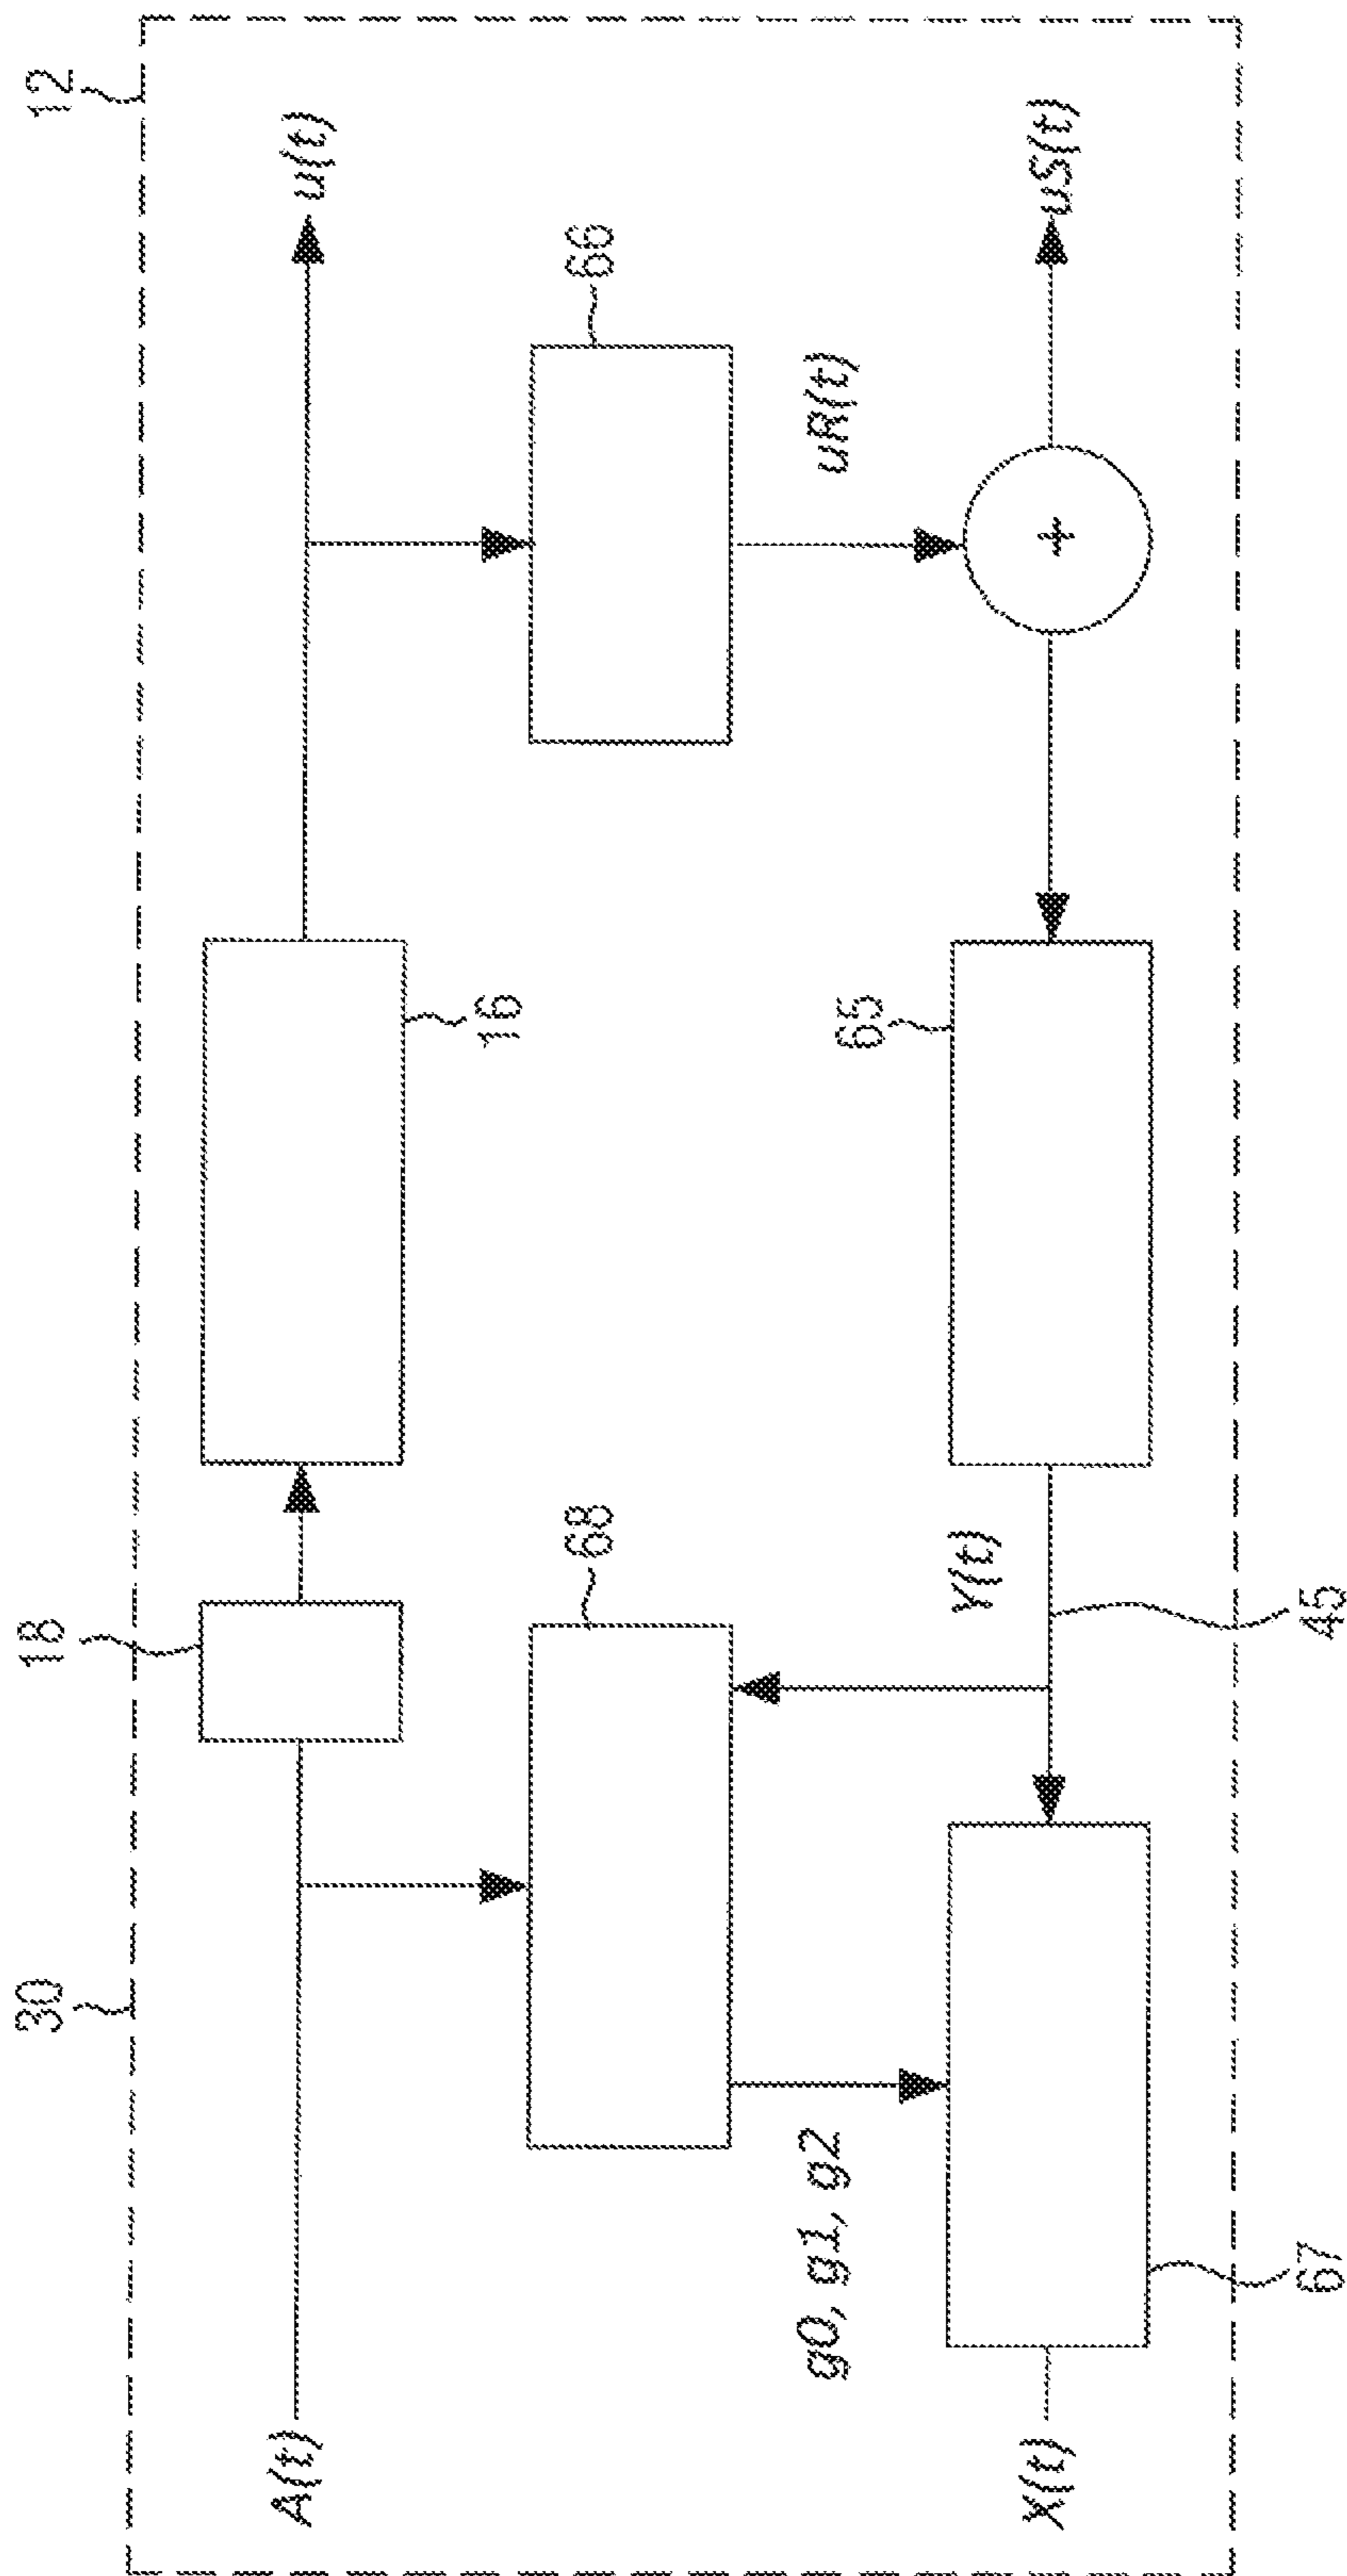 30
18
12
A(t)
16
u(t)
68
66
g0, g1, g2
uR(t)
65
Y(t)
X(t)
+
uS(t)
67
45